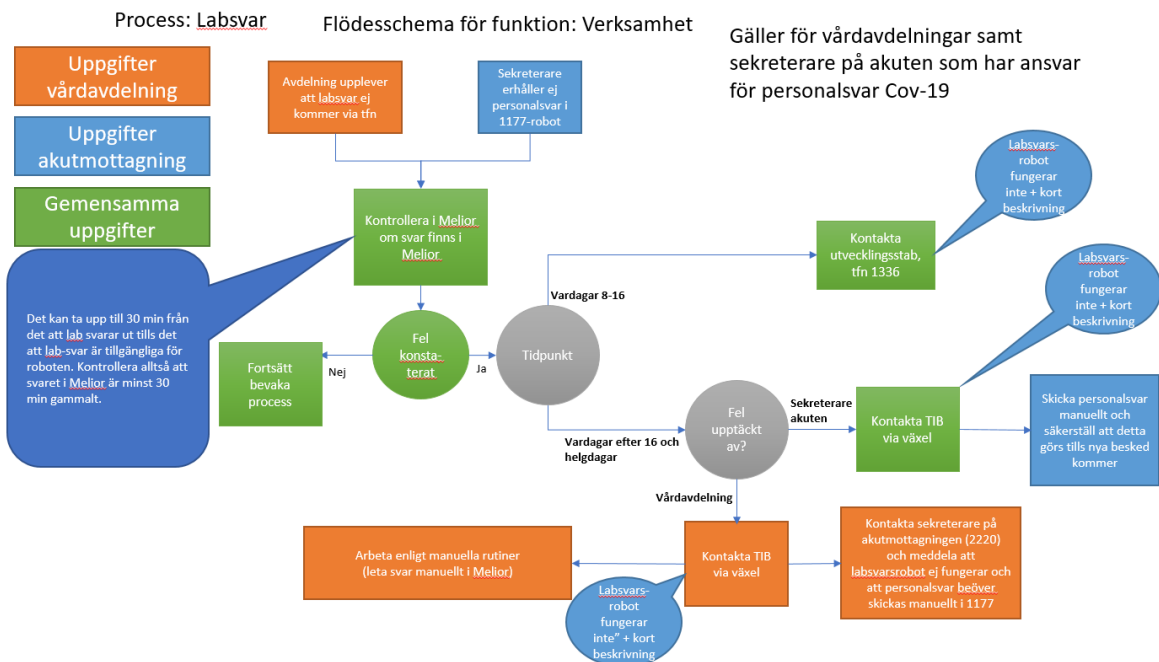 Process: Labsvar
Flödesschema för funktion: Verksamhet
Gäller för vårdavdelningar samt
sekreterare på akuten som har ansvar
för personalsvar Cov-19
Uppgifter
vårdavdelning
Uppgifter
akutmottagning
Gemensamma
uppgifter
Avdelning upplever
att labsvar ej
kommer via tfn
Sekreterare
erhåller ej
personalsvar i
1177-robot
Kontrollera i Melior
om svar finns i
Melior
Det kan ta upp till 30 min från
det att lab svarar ut tills det
att lab-svar är tillgängliga för
roboten. Kontrollera alltså att
svaret i Melior är minst 30
min gammalt.
Fel
konsta-
terat
Nej
Ja
Fortsätt
bevaka
process
Tidpunkt
Vardagar 8-16
Kontakta
utvecklingsstab,
tfn 1336
Labsvars-
robot
fungerar
inte + kort
beskrivning
Vardagar efter 16 och
helgdagar
Fel
upptäckt
av?
Sekreterare
akuten
Kontakta TIB
via växel
Labsvars-
robot
fungerar
inte + kort
beskrivning
Skicka personalsvar
manuellt och
säkerställ att detta
görs tills nya besked
kommer
Vårdavdelning
Kontakta TIB
via växel
Labsvars-
robot
fungerar
inte” + kort
beskrivning
Arbeta enligt manuella rutiner
(leta svar manuellt i Melior)
Kontakta sekreterare på
akutmottagningen (2220)
och meddela att
labsvarsrobot ej fungerar och
att personalsvar beöver
skickas manuellt i 1177